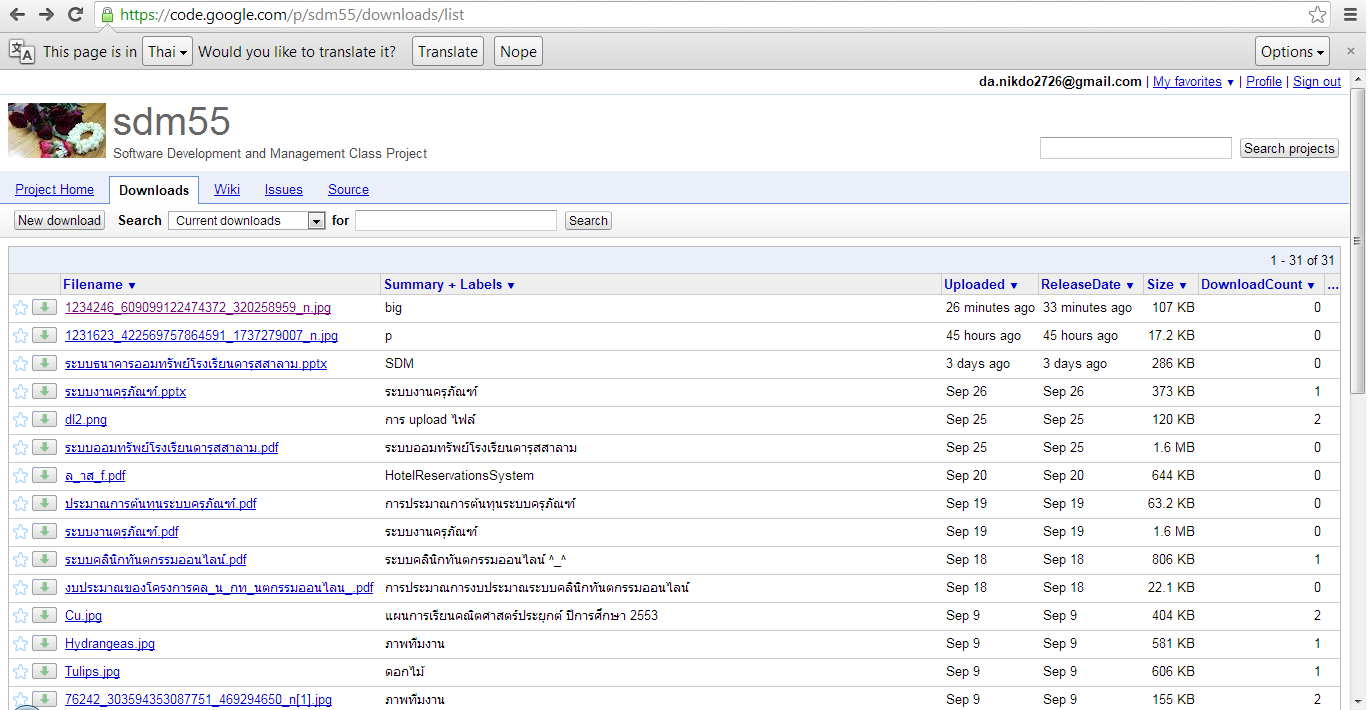 https://code.google.com/p/sdm55/downloads/list
This page is in Thai Would you like to translate it? Translate Nope Options
da.nikdo2726@gmail.com | My favorites ▼ | Profile | Sign out
sdm55
Software Development and Management Class Project
Search projects
Project Home Downloads Wiki Issues Source
New download Search Current downloads for Search
1 - 31 of 31
Filename ▼ Summary + Labels ▼ Uploaded ▼ ReleaseDate ▼ Size ▼ DownloadCount ▼ ...
1234246_609099122474372_320258959_n.jpg big 26 minutes ago 33 minutes ago 107 KB 0
1231623_422569757864591_1737279007_n.jpg p 45 hours ago 45 hours ago 17.2 KB 0
ระบบธนาคารออมทรัพย์โรงเรียนดารุสสาลาม.pptx SDM 3 days ago 3 days ago 286 KB 0
ระบบงานครุภัณฑ์.pptx ระบบงานครุภัณฑ์ Sep 26 Sep 26 373 KB 1
dl2.png การ upload ไฟล์ Sep 25 Sep 25 120 KB 2
ระบบออมทรัพย์โรงเรียนดารุสสาลาม.pdf ระบบออมทรัพย์โรงเรียนดารุสสาลาม Sep 25 Sep 25 1.6 MB 0
ล_าส_f.pdf HotelReservationsSystem Sep 20 Sep 20 644 KB 0
ประมาณการต้นทุนระบบครุภัณฑ์.pdf การประมาณการต้นทุนระบบครุภัณฑ์ Sep 19 Sep 19 63.2 KB 0
ระบบงานตรุภัณฑ์.pdf ระบบงานครุภัณฑ์ Sep 19 Sep 19 1.6 MB 0
ระบบคลินิกทันตกรรมออนไลน์.pdf ระบบคลินิกทันตกรรมออนไลน์ ^_^ Sep 18 Sep 18 806 KB 1
งบประมาณของโครงการคล_น_กท_นตกรรมออนไลน_.pdf การประมาณการงบประมาณระบบคลินิกทันตกรรมออนไลน์ Sep 18 Sep 18 22.1 KB 0
Cu.jpg แผนการเรียนคณิตศาสตร์ประยุกต์ ปีการศึกษา 2553 Sep 9 Sep 9 404 KB 2
Hydrangeas.jpg ภาพทีมงาน Sep 9 Sep 9 581 KB 1
Tulips.jpg ดอกไม้ Sep 9 Sep 9 606 KB 1
76242_303594353087751_469294650_n[1].jpg ภาพทีมงาน Sep 9 Sep 9 155 KB 2